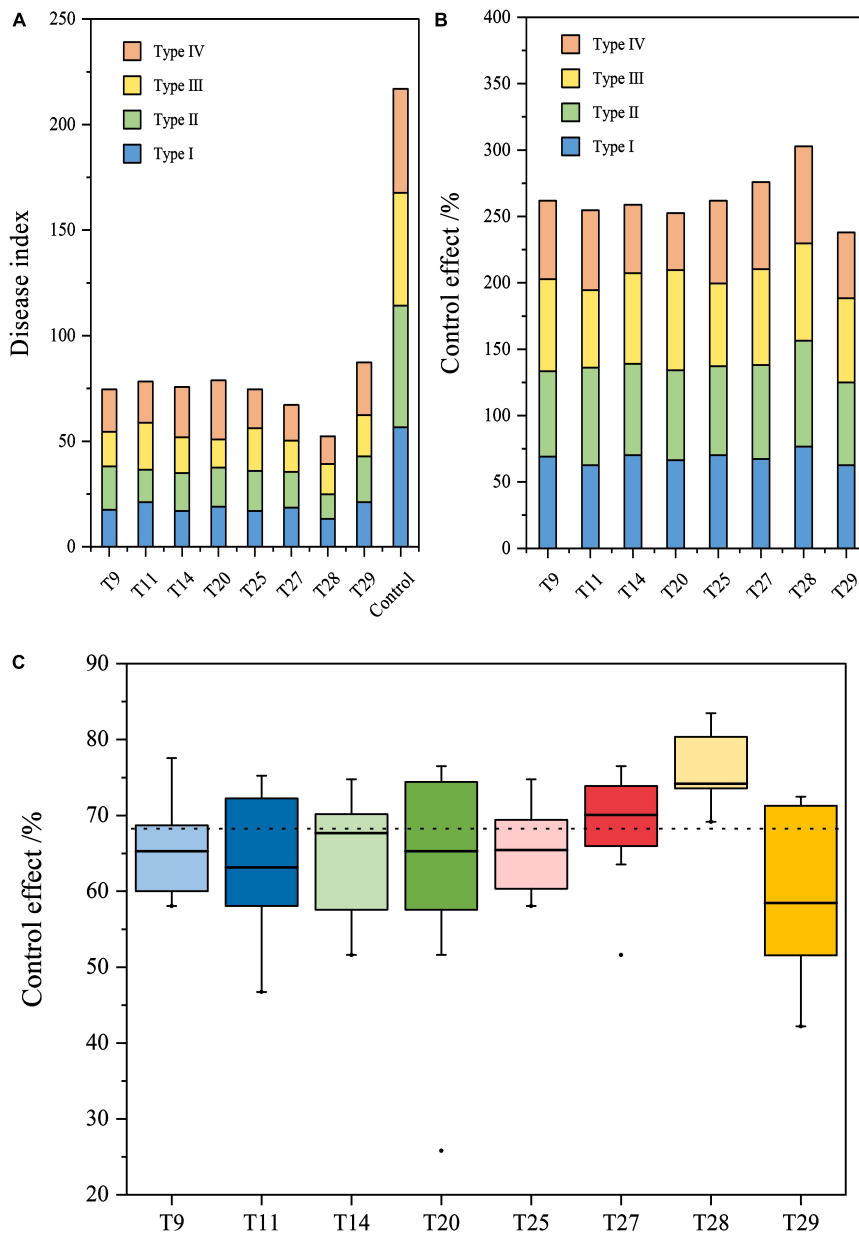 A
Disease index
250
200
150
100
50
0
Type IV
Type III
Type II
Type I
T9 T11 T14 T20 T25 T27 T28 T29 Control
B
Control effect /%
400
350
300
250
200
150
100
50
0
Type IV
Type III
Type II
Type I
T9 T11 T14 T20 T25 T27 T28 T29
C
Control effect /%
90
80
70
60
50
40
30
20
T9 T11 T14 T20 T25 T27 T28 T29